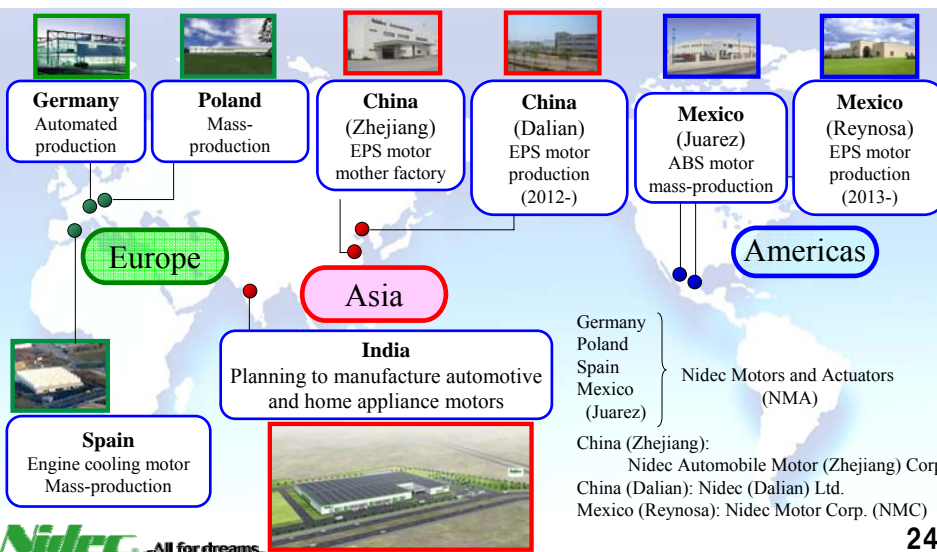 Germany
Automated
production
Poland
Mass-
production
China
(Zhejiang)
EPS motor
mother factory
China
(Dalian)
EPS motor
production
(2012-)
Mexico
(Juarez)
ABS motor
mass-production
Mexico
(Reynosa)
EPS motor
production
(2013-)
Europe
Asia
Americas
India
Planning to manufacture automotive
and home appliance motors
Spain
Engine cooling motor
Mass-production
Germany
Poland
Spain
Mexico
(Juarez)
Nidec Motors and Actuators
(NMA)
China (Zhejiang):
Nidec Automobile Motor (Zhejiang) Corp
China (Dalian): Nidec (Dalian) Ltd.
Mexico (Reynosa): Nidec Motor Corp. (NMC)
Nidec
-All for dreams
24